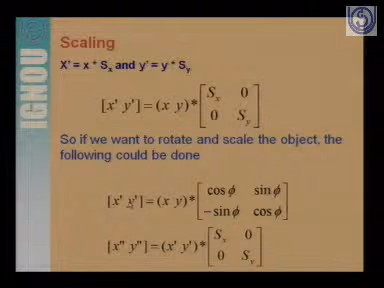 Scaling
X' = x * Sx and y' = y * Sy
[x' y'] = (x y)* [Sx 0
0 Sy]
So if we want to rotate and scale the object, the
following could be done
[x' y'] = (x y)* [cos ϕ sin ϕ
−sin ϕ cos ϕ]
[x" y"] = (x' y')* [Sx 0
0 Sy]
IGNOU